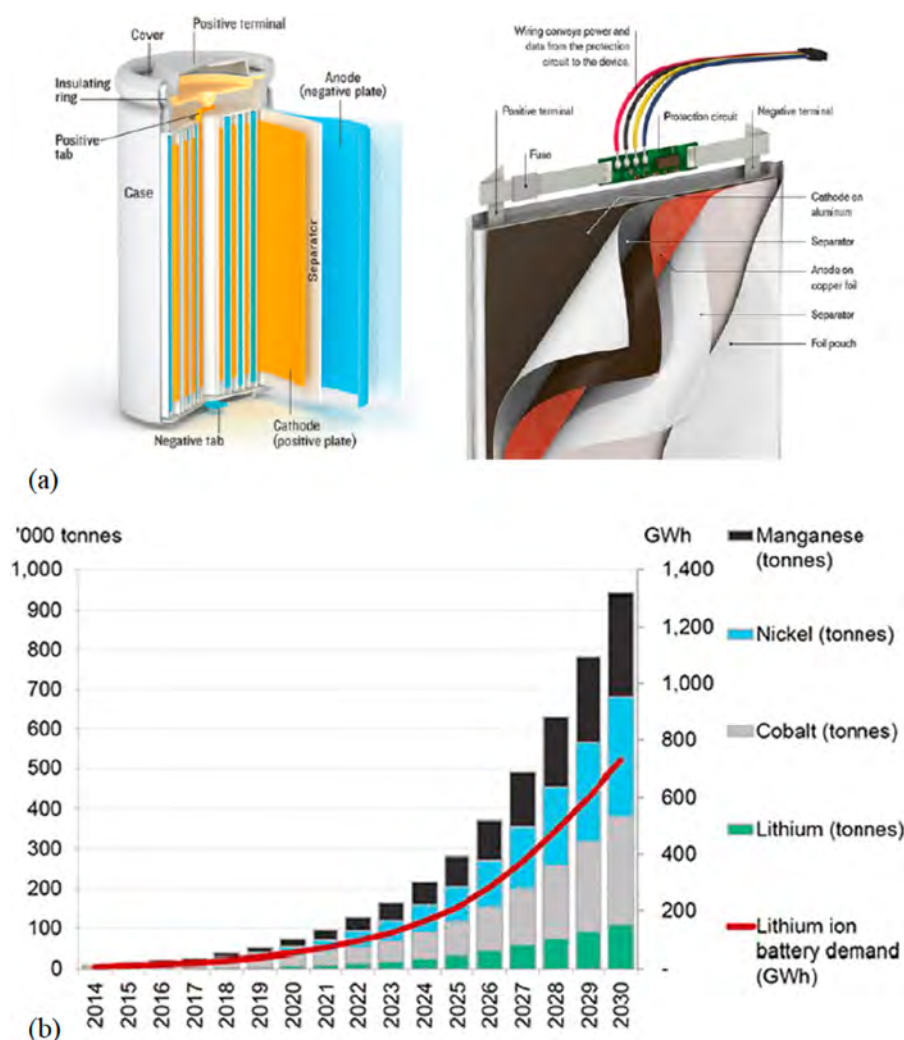 Positive terminal
Cover
Insulating
ring
Positive
tab
Case
Anode
(negative plate)
Separator
Cathode
(positive plate)
Negative tab
Wiring conveys power and
data from the protection
circuit to the device.
Positive terminal
Negative
terminal
Protection circuit
Fuse
Cathode on
aluminum
Separator
Anode on
copper foil
Separator
Foil pouch
(a)
'000 tonnes
GWh
1,000
900
800
700
600
500
400
300
200
100
0
1,400
1,200
1,000
800
600
400
200
-
2014
2015
2016
2017
2018
2019
2020
2021
2022
2023
2024
2025
2026
2027
2028
2029
2030
Manganese
(tonnes)
Nickel (tonnes)
Cobalt (tonnes)
Lithium (tonnes)
Lithium ion
battery demand
(GWh)
(b)